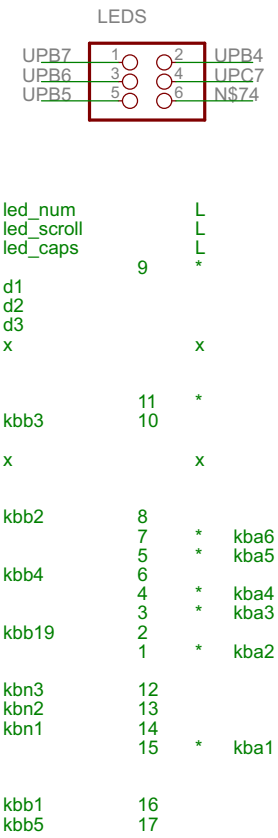 LEDS
UPB7 1 2 UPB4
UPB6 3 4 UPC7
UPB5 5 6 N$74
led_num L
led_scroll L
led_caps L
9 *
d1
d2
d3
x x
11 *
kbb3 10
x x
kbb2 8
7 * kba6
5 * kba5
kbb4 6
4 * kba4
3 * kba3
kbb19 2
1 * kba2
kbn3 12
kbn2 13
kbn1 14
15 * kba1
kbb1 16
kbb5 17